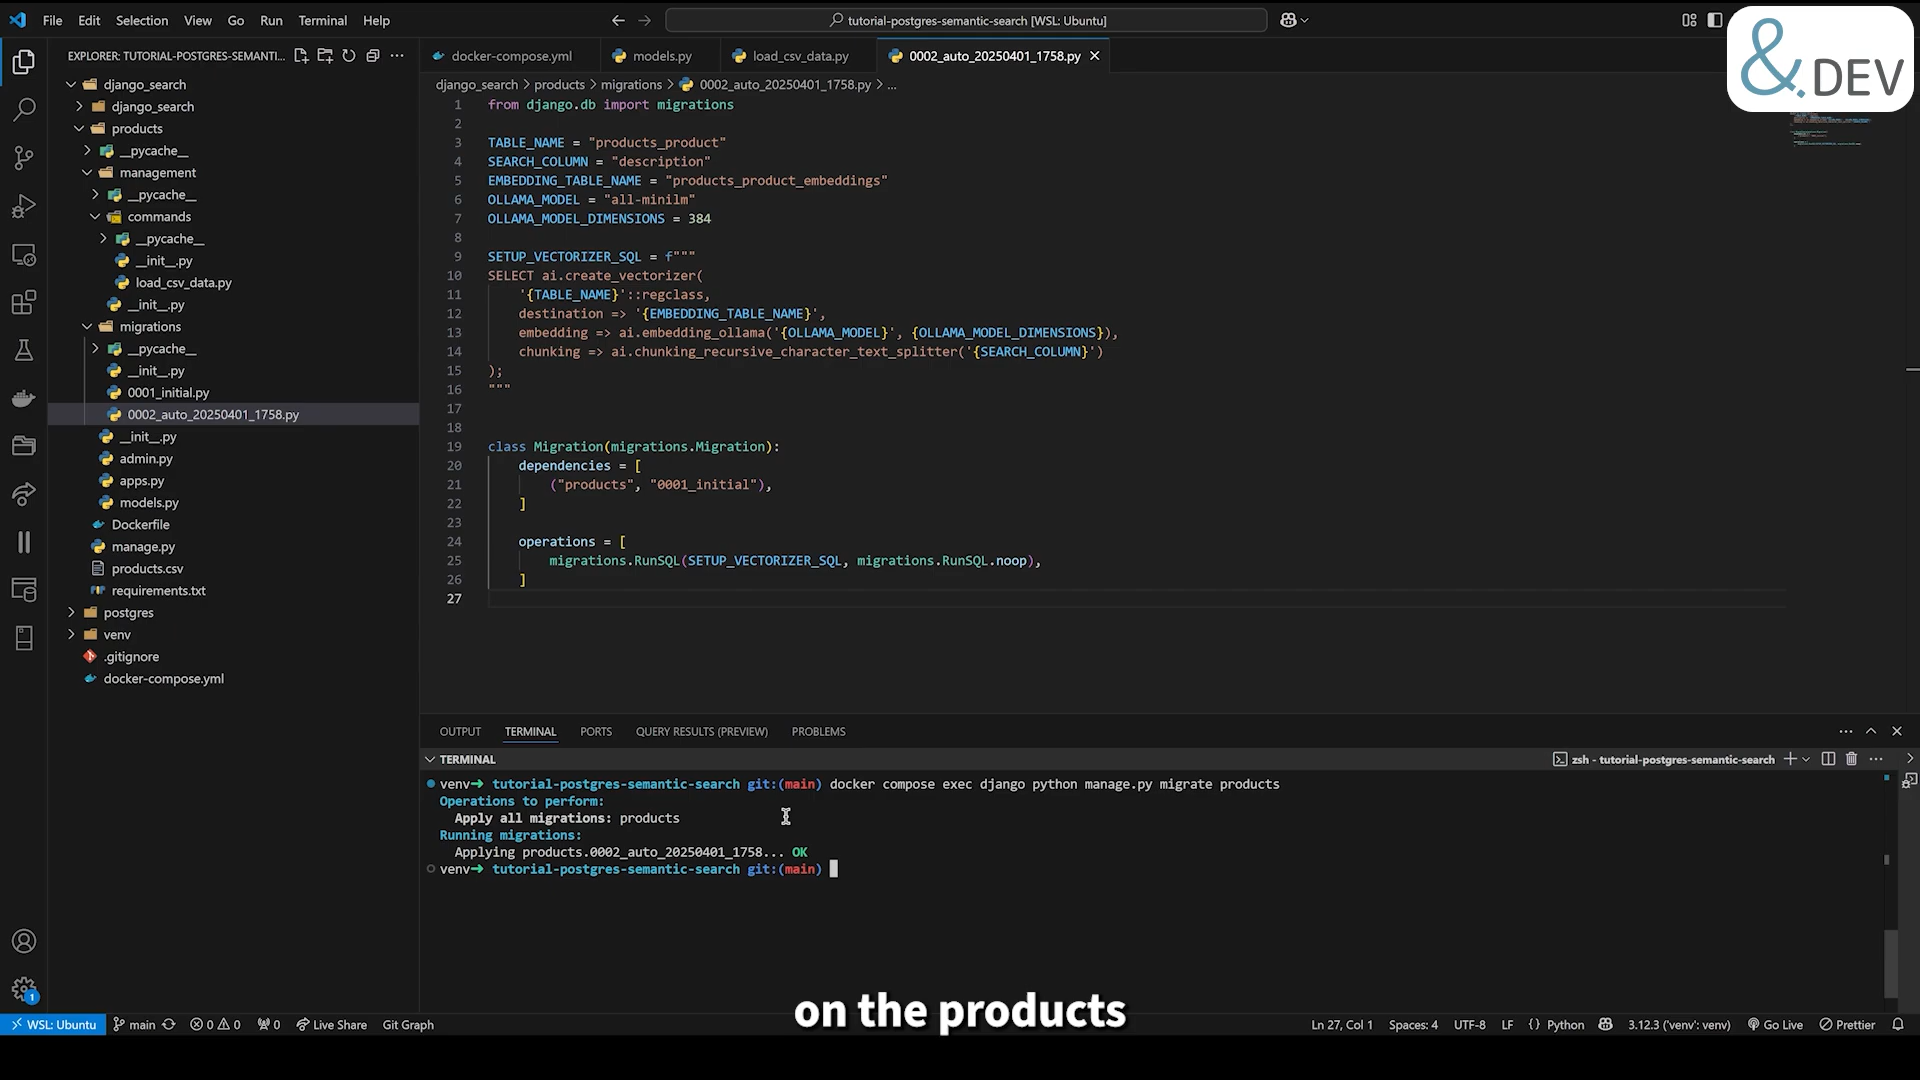 File Edit Selection View Go Run Terminal Help
tutorial-postgres-semantic-search [WSL: Ubuntu]
&.DEV
EXPLORER: TUTORIAL-POSTGRES-SEMANTI...
django_search
django_search
products
__pycache__
management
__pycache__
commands
__pycache__
__init__.py
load_csv_data.py
__init__.py
migrations
__pycache__
__init__.py
0001_initial.py
0002_auto_20250401_1758.py
__init__.py
admin.py
apps.py
models.py
Dockerfile
manage.py
products.csv
requirements.txt
postgres
venv
.gitignore
docker-compose.yml
docker-compose.yml models.py load_csv_data.py 0002_auto_20250401_1758.py
django_search > products > migrations > 0002_auto_20250401_1758.py > ...
1 from django.db import migrations
2
3 TABLE_NAME = "products_product"
4 SEARCH_COLUMN = "description"
5 EMBEDDING_TABLE_NAME = "products_product_embeddings"
6 OLLAMA_MODEL = "all-minilm"
7 OLLAMA_MODEL_DIMENSIONS = 384
8
9 SETUP_VECTORIZER_SQL = f"""
10 SELECT ai.create_vectorizer(
11 '{TABLE_NAME}'::regclass,
12 destination => '{EMBEDDING_TABLE_NAME}',
13 embedding => ai.embedding_ollama('{OLLAMA_MODEL}', {OLLAMA_MODEL_DIMENSIONS}),
14 chunking => ai.chunking_recursive_character_text_splitter('{SEARCH_COLUMN}')
15 );
16 """
17
18
19 class Migration(migrations.Migration):
20 dependencies = [
21 ("products", "0001_initial"),
22 ]
23
24 operations = [
25 migrations.RunSQL(SETUP_VECTORIZER_SQL, migrations.RunSQL.noop),
26 ]
27
OUTPUT TERMINAL PORTS QUERY RESULTS (PREVIEW) PROBLEMS
TERMINAL
zsh - tutorial-postgres-semantic-search
venv➜ tutorial-postgres-semantic-search git:(main) docker compose exec django python manage.py migrate products
Operations to perform:
Apply all migrations: products
Running migrations:
Applying products.0002_auto_20250401_1758... OK
venv➜ tutorial-postgres-semantic-search git:(main)
on the products
1
WSL: Ubuntu main 0 0 0 Live Share Git Graph
Ln 27, Col 1 Spaces: 4 UTF-8 LF {} Python 3.12.3 ('venv': venv) Go Live Prettier